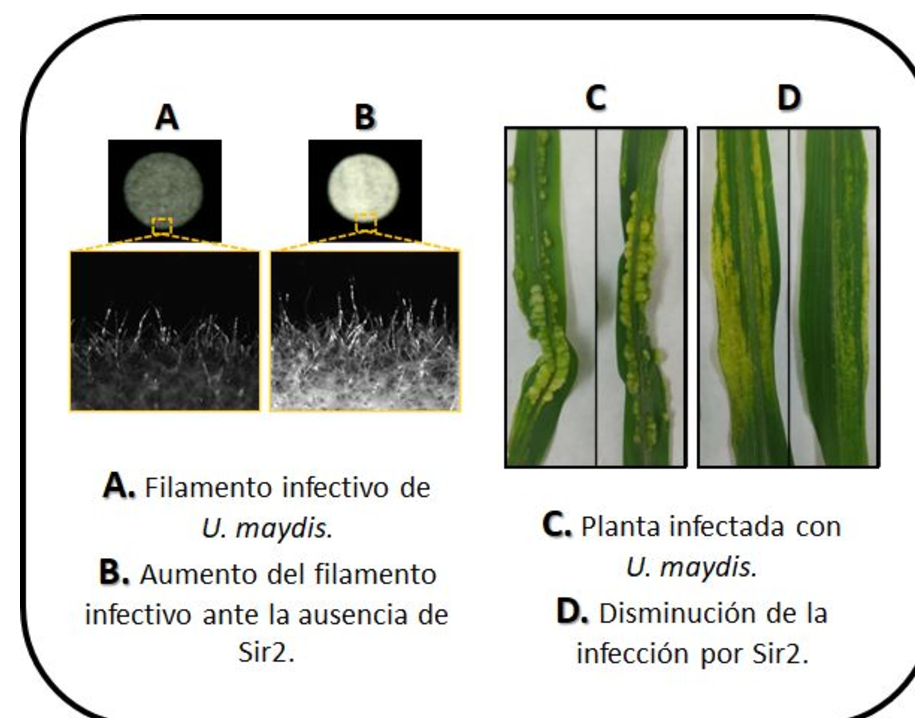 A
B
C
D
A. Filamento infectivo de
U. maydis.
B. Aumento del filamento
infectivo ante la ausencia de
Sir2.
C. Planta infectada con
U. maydis.
D. Disminución de la
infección por Sir2.